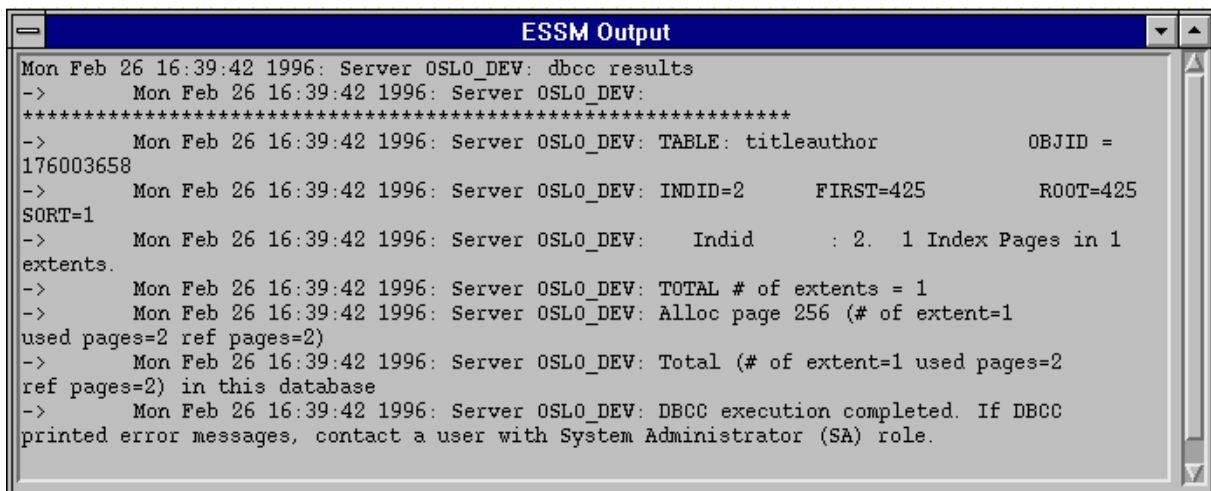 ESSM Output
Mon Feb 26 16:39:42 1996: Server OSLO_DEV: dbcc results
-> Mon Feb 26 16:39:42 1996: Server OSLO_DEV:
***************************************************************
-> Mon Feb 26 16:39:42 1996: Server OSLO_DEV: TABLE: titleauthor OBJID =
176003658
-> Mon Feb 26 16:39:42 1996: Server OSLO_DEV: INDID=2 FIRST=425 ROOT=425
SORT=1
-> Mon Feb 26 16:39:42 1996: Server OSLO_DEV: Indid : 2. 1 Index Pages in 1
extents.
-> Mon Feb 26 16:39:42 1996: Server OSLO_DEV: TOTAL # of extents = 1
-> Mon Feb 26 16:39:42 1996: Server OSLO_DEV: Alloc page 256 (# of extent=1
used pages=2 ref pages=2)
-> Mon Feb 26 16:39:42 1996: Server OSLO_DEV: Total (# of extent=1 used pages=2
ref pages=2) in this database
-> Mon Feb 26 16:39:42 1996: Server OSLO_DEV: DBCC execution completed. If DBCC
printed error messages, contact a user with System Administrator (SA) role.